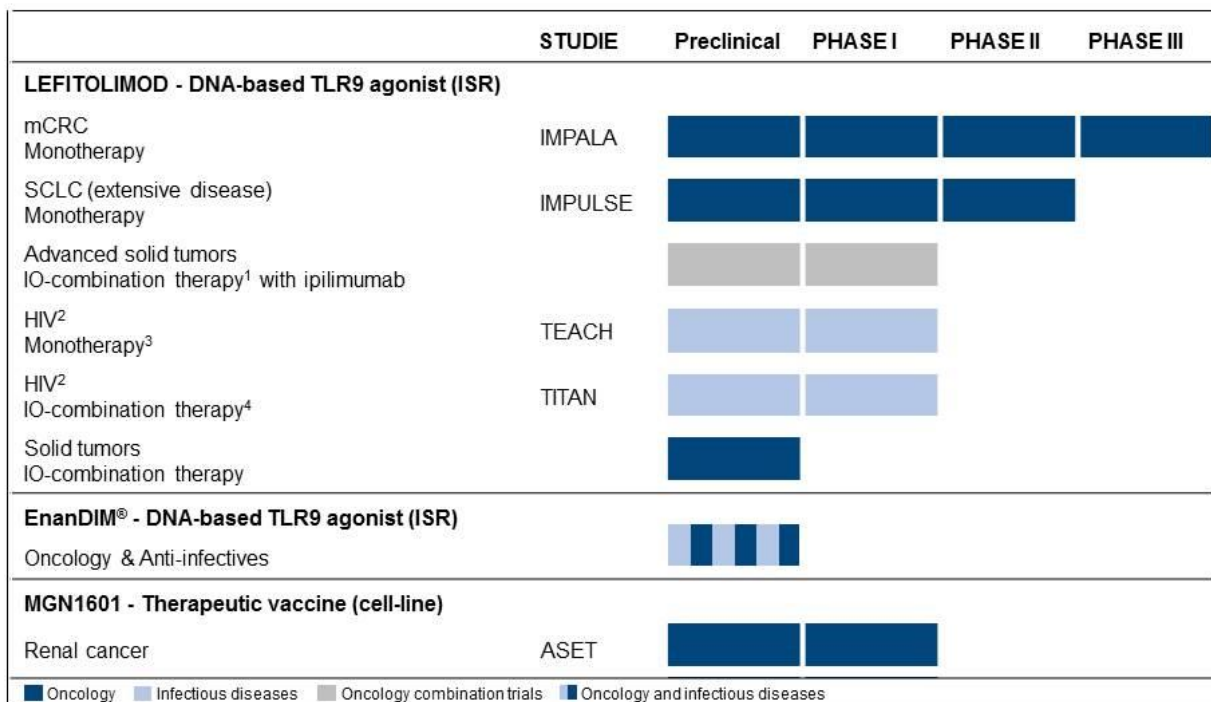 STUDIE Preclinical PHASE I PHASE II PHASE III
LEFITOLIMOD - DNA-based TLR9 agonist (ISR)
mCRC
Monotherapy
IMPALA
SCLC (extensive disease)
Monotherapy
IMPULSE
Advanced solid tumors
IO-combination therapy¹ with ipilimumab
HIV²
Monotherapy³
TEACH
HIV²
IO-combination therapy⁴
TITAN
Solid tumors
IO-combination therapy
EnanDIM® - DNA-based TLR9 agonist (ISR)
Oncology & Anti-infectives
MGN1601 - Therapeutic vaccine (cell-line)
Renal cancer ASET
Oncology Infectious diseases Oncology combination trials Oncology and infectious diseases